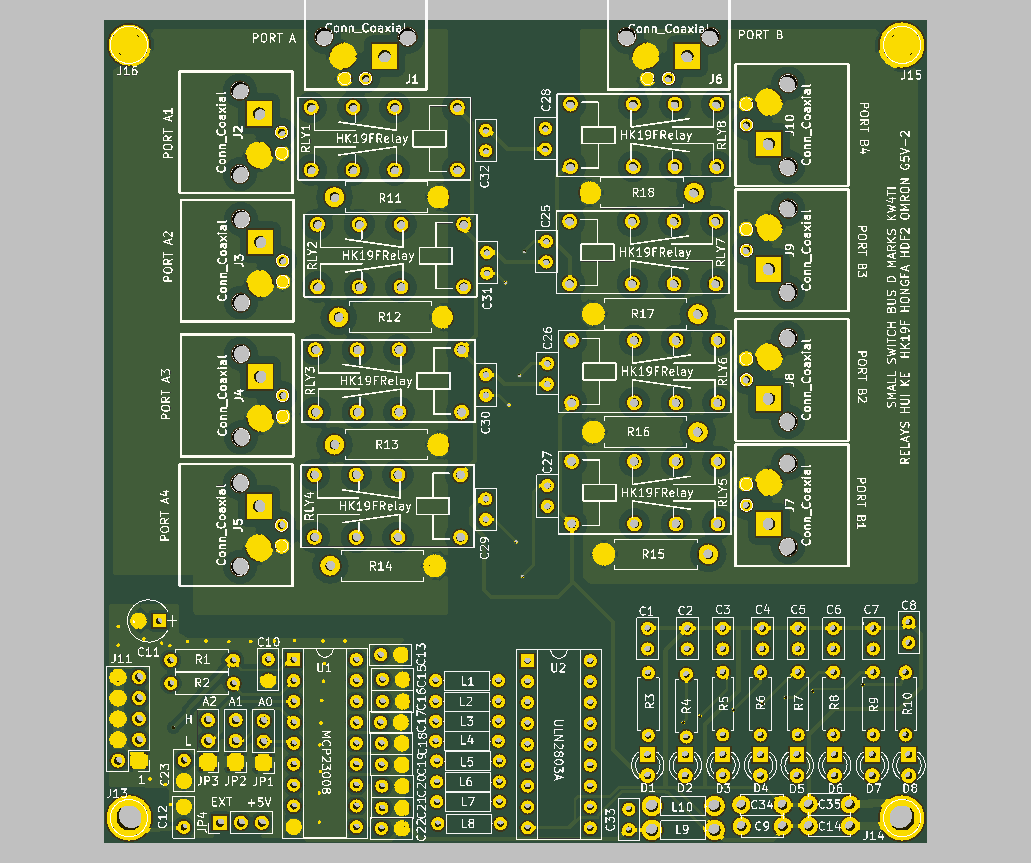 PORT A
Conn_Coaxial
J1
Conn_Coaxial
J6
PORT B
J16
J15
PORT A1
Conn_Coaxial
J2
RLY1
HK19FRelay
C32
C28
HK19FRelay
RLY8
J10
Conn_Coaxial
PORT B4
R11
R18
PORT A2
Conn_Coaxial
J3
RLY2
HK19FRelay
C31
C25
HK19FRelay
RLY7
J9
Conn_Coaxial
PORT B3
R12
R17
PORT A3
Conn_Coaxial
J4
RLY3
HK19FRelay
C30
C26
HK19FRelay
RLY6
J8
Conn_Coaxial
PORT B2
R13
R16
PORT A4
Conn_Coaxial
J5
RLY4
HK19FRelay
C29
C27
HK19FRelay
RLY5
J7
Conn_Coaxial
PORT B1
R14
R15
SMALL SWITCH BUS D MARKS KW4TI
RELAYS HUI KE HK19F HONGFA HDF2 OMRON G5V-2
C11
+
C10
C1
C2
C3
C4
C5
C6
C7
C8
J11
R1
R2
U1
MCP23008
C13
C15
C16
C17
C18
C19
C20
C21
C22
L1
L2
L3
L4
L5
L6
L7
L8
U2
ULN2803A
R3
R4
R5
R6
R7
R8
R9
R10
A2
A1
A0
H
L
JP3
JP2
JP1
1
C23
D1
D2
D3
D4
D5
D6
D7
D8
J13
C12
JP4
EXT
+5V
C33
L10
L9
C34
C9
C35
C14
J14